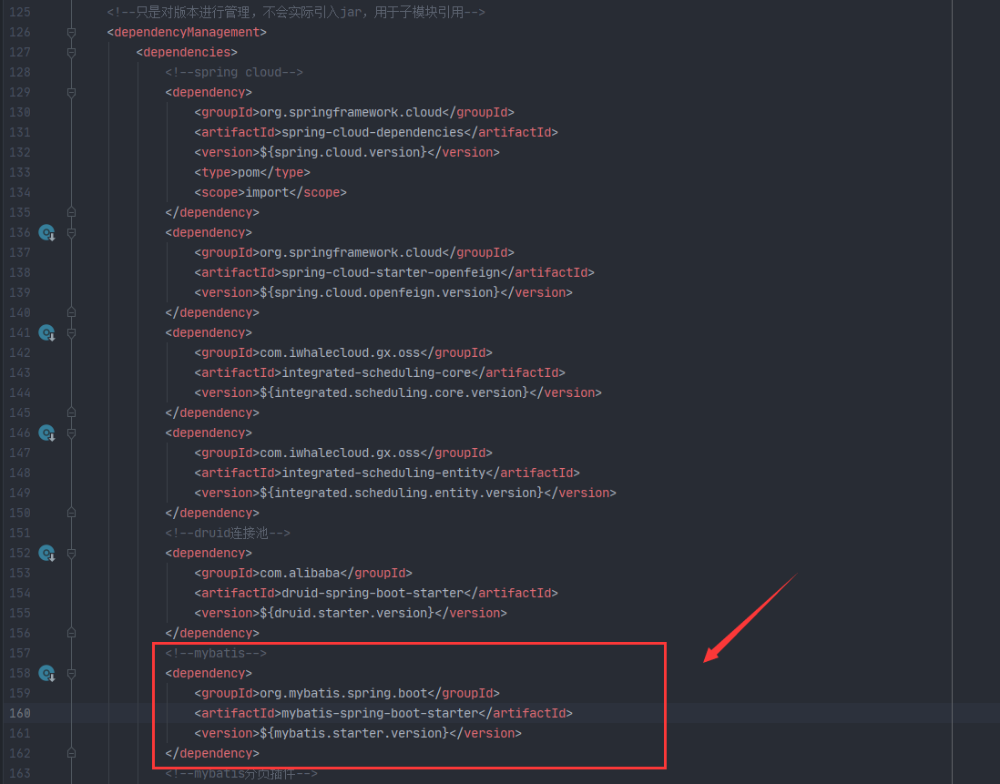 125 <!--只是对版本进行管理，不会实际引入jar，用于子模块引用-->
126 <dependencyManagement>
127 <dependencies>
128 <!--spring cloud-->
129 <dependency>
130 <groupId>org.springframework.cloud</groupId>
131 <artifactId>spring-cloud-dependencies</artifactId>
132 <version>${spring.cloud.version}</version>
133 <type>pom</type>
134 <scope>import</scope>
135 </dependency>
136 <dependency>
137 <groupId>org.springframework.cloud</groupId>
138 <artifactId>spring-cloud-starter-openfeign</artifactId>
139 <version>${spring.cloud.openfeign.version}</version>
140 </dependency>
141 <dependency>
142 <groupId>com.iwhalecloud.gx.oss</groupId>
143 <artifactId>integrated-scheduling-core</artifactId>
144 <version>${integrated.scheduling.core.version}</version>
145 </dependency>
146 <dependency>
147 <groupId>com.iwhalecloud.gx.oss</groupId>
148 <artifactId>integrated-scheduling-entity</artifactId>
149 <version>${integrated.scheduling.entity.version}</version>
150 </dependency>
151 <!--druid连接池-->
152 <dependency>
153 <groupId>com.alibaba</groupId>
154 <artifactId>druid-spring-boot-starter</artifactId>
155 <version>${druid.starter.version}</version>
156 </dependency>
157 <!--mybatis-->
158 <dependency>
159 <groupId>org.mybatis.spring.boot</groupId>
160 <artifactId>mybatis-spring-boot-starter</artifactId>
161 <version>${mybatis.starter.version}</version>
162 </dependency>
163 <!--mybatis分页插件-->